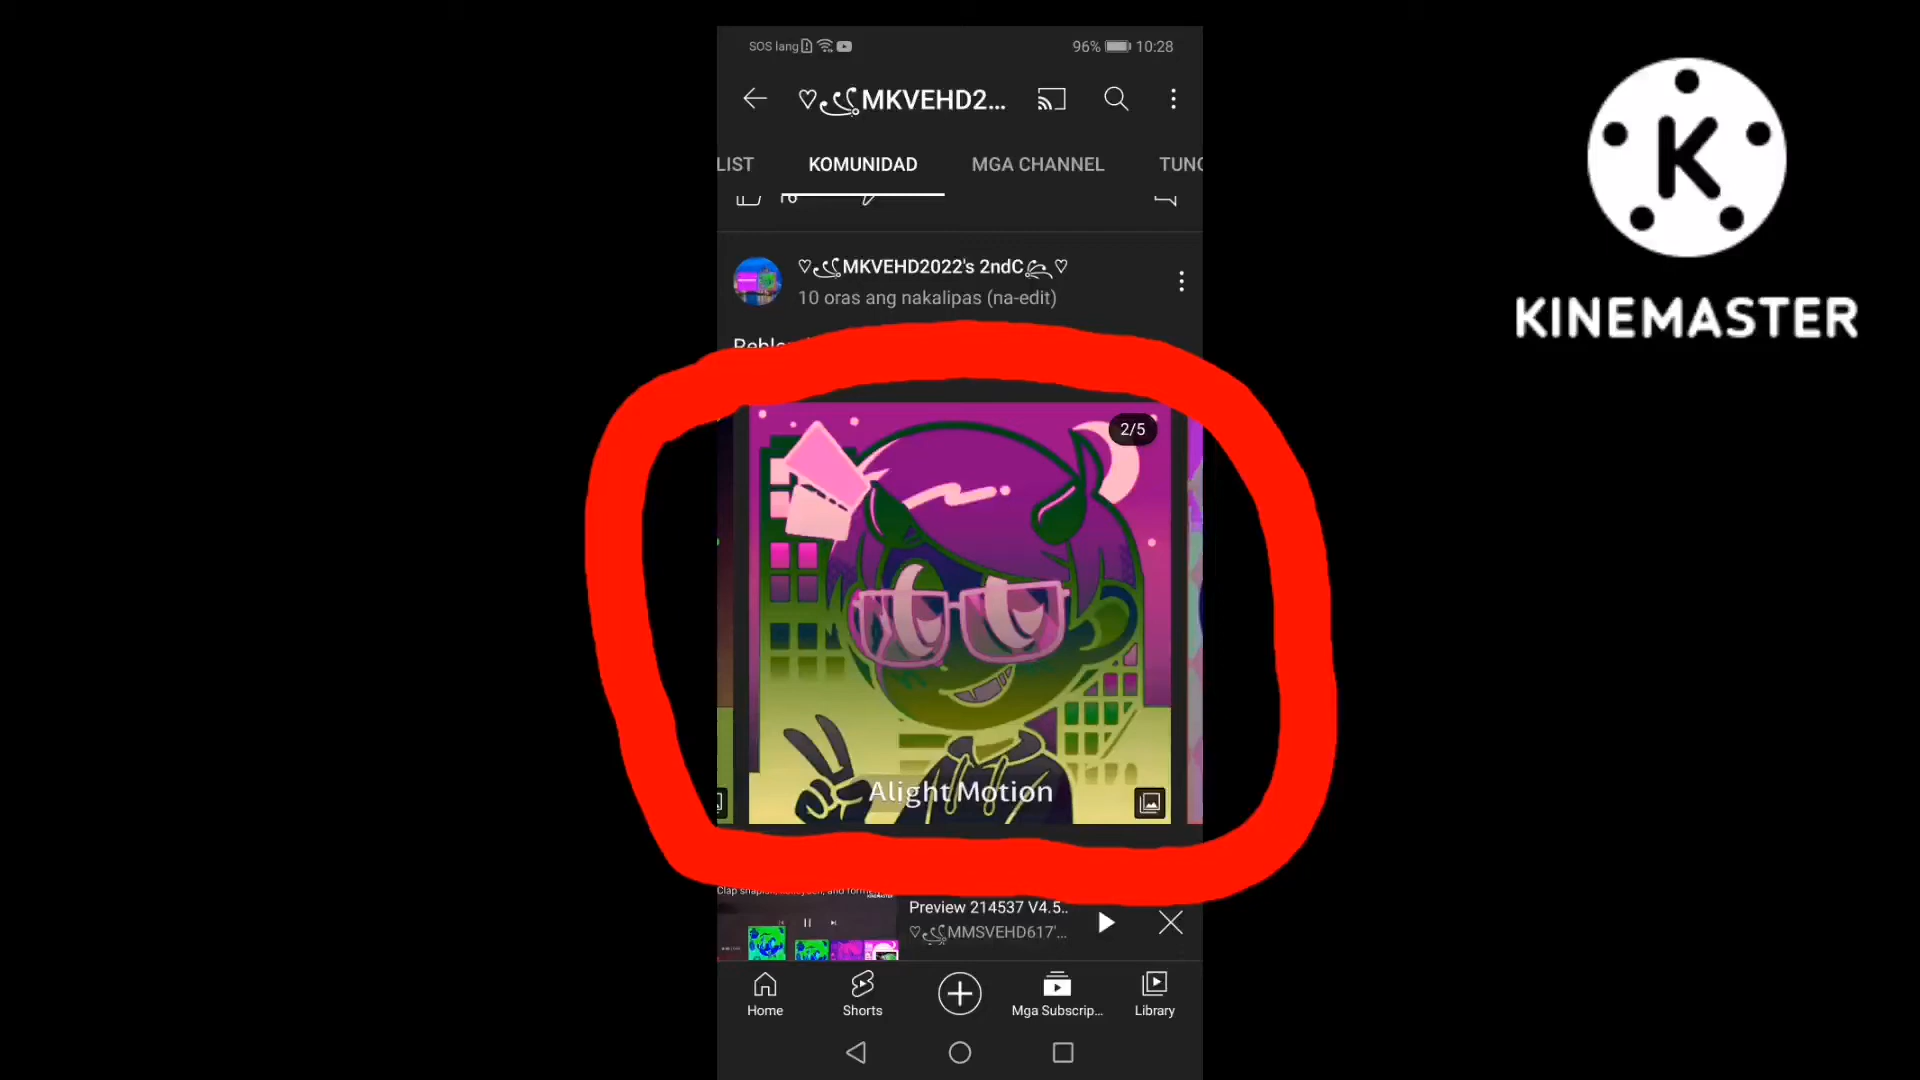 SOS lang
96% 10:28
♡MKVEHD2...
LIST KOMUNIDAD MGA CHANNEL TUNG
♡MKVEHD2022's 2ndC♡
10 oras ang nakalipas (na-edit)
2/5
Alight Motion
Preview 214537 V4.5..
♡MMSVEHD617'...
Home
Shorts
Mga Subscrip...
Library
K
KINEMASTER